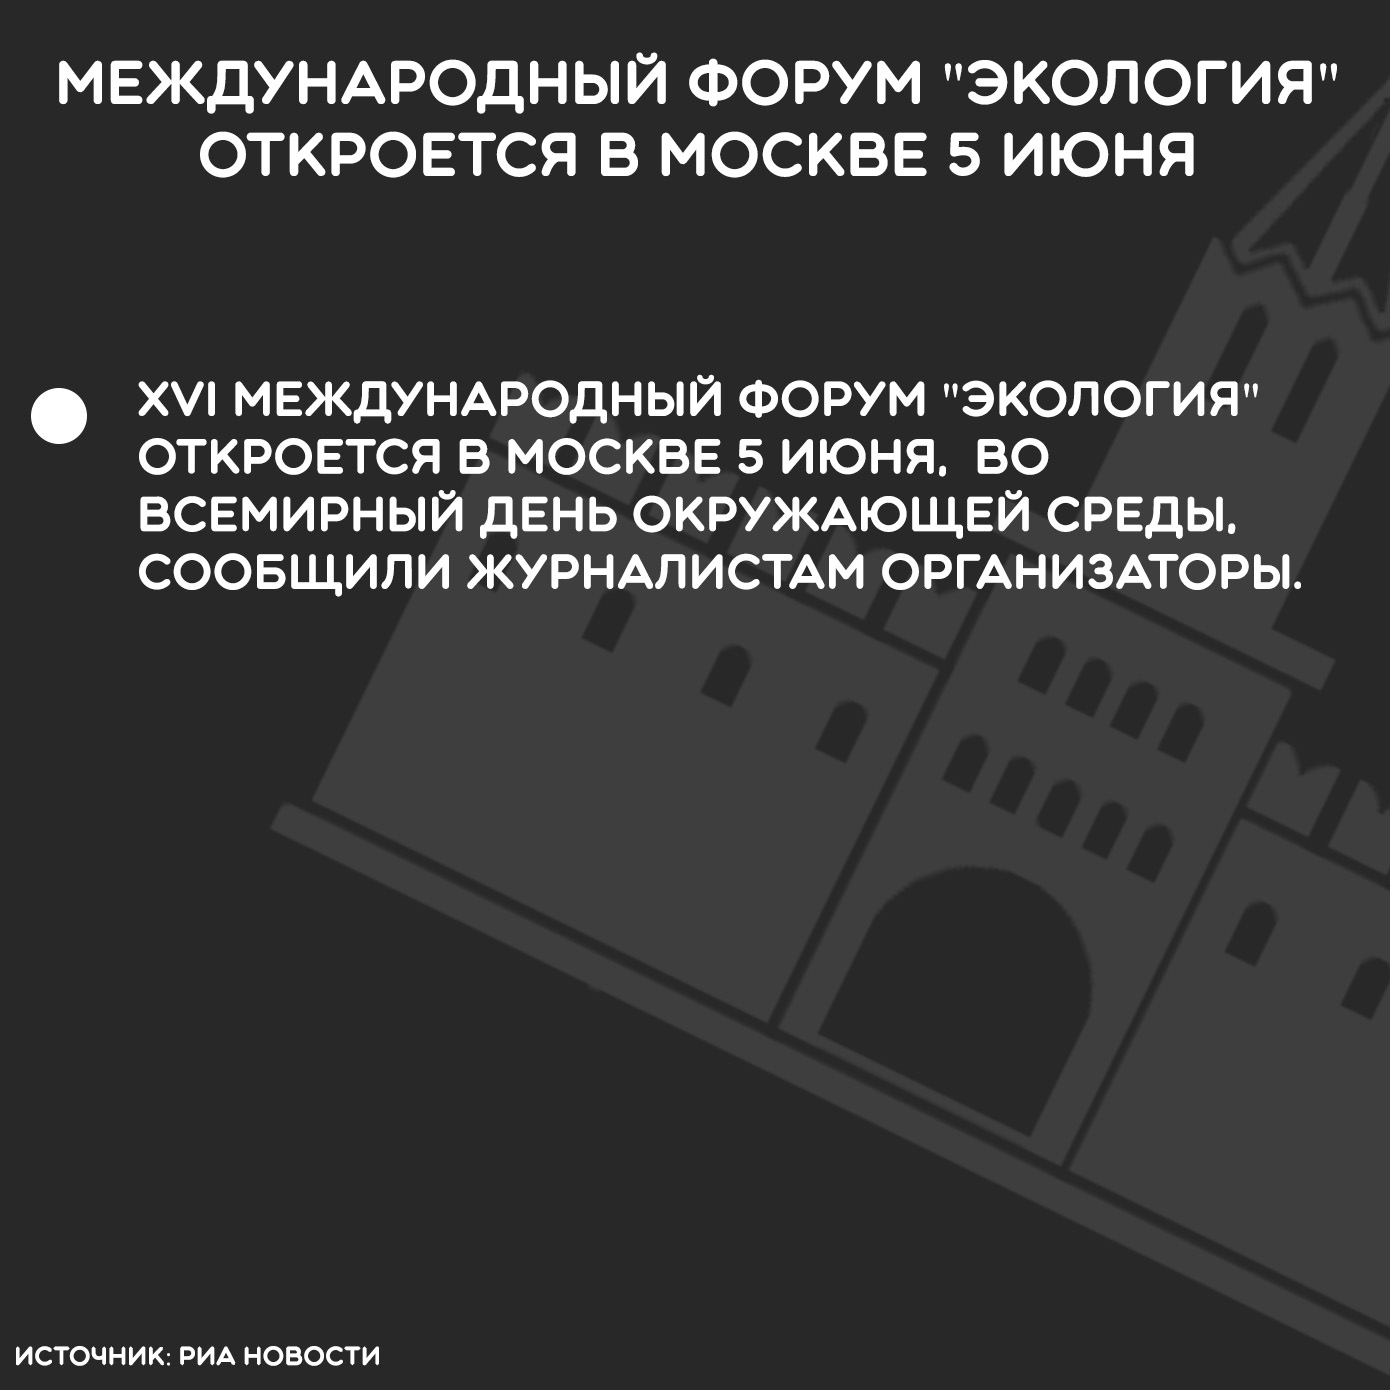 МЕЖДУНАРОДНЫЙ ФОРУМ "ЭКОЛОГИЯ"
ОТКРОЕТСЯ В МОСКВЕ 5 ИЮНЯ
XVI МЕЖДУНАРОДНЫЙ ФОРУМ "ЭКОЛОГИЯ"
ОТКРОЕТСЯ В МОСКВЕ 5 ИЮНЯ, ВО
ВСЕМИРНЫЙ ДЕНЬ ОКРУЖАЮЩЕЙ СРЕДЫ,
СООБЩИЛИ ЖУРНАЛИСТАМ ОРГАНИЗАТОРЫ.
ИСТОЧНИК: РИА НОВОСТИ